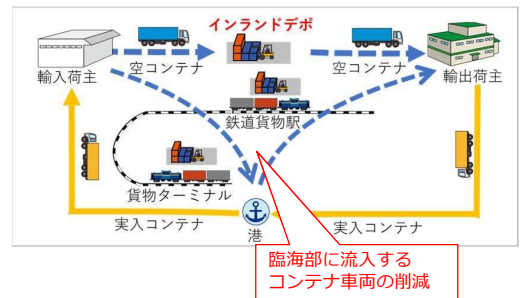 インランドデポ
輸入荷主
空コンテナ
空コンテナ
輸出荷主
鉄道貨物駅
貨物ターミナル
実入コンテナ
港
実入コンテナ
臨海部に流入する
コンテナ車両の削減